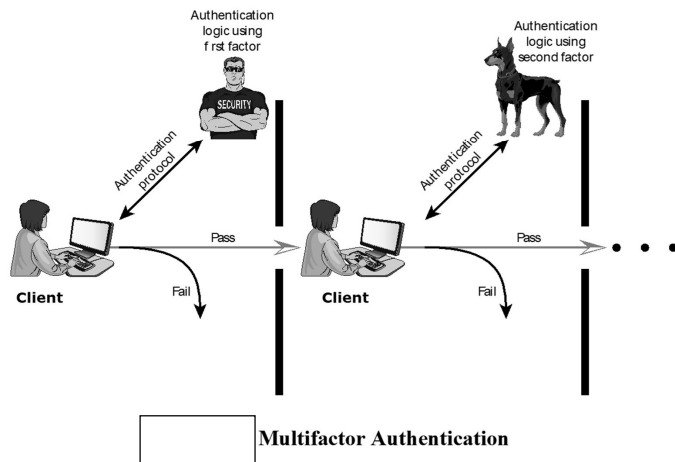 Authentication
logic using
f rst factor
Authentication
logic using
second factor
SECURITY
Authentication
protocol
Authentication
protocol
Pass
Pass
Fail
Fail
Client
Client
Multifactor Authentication